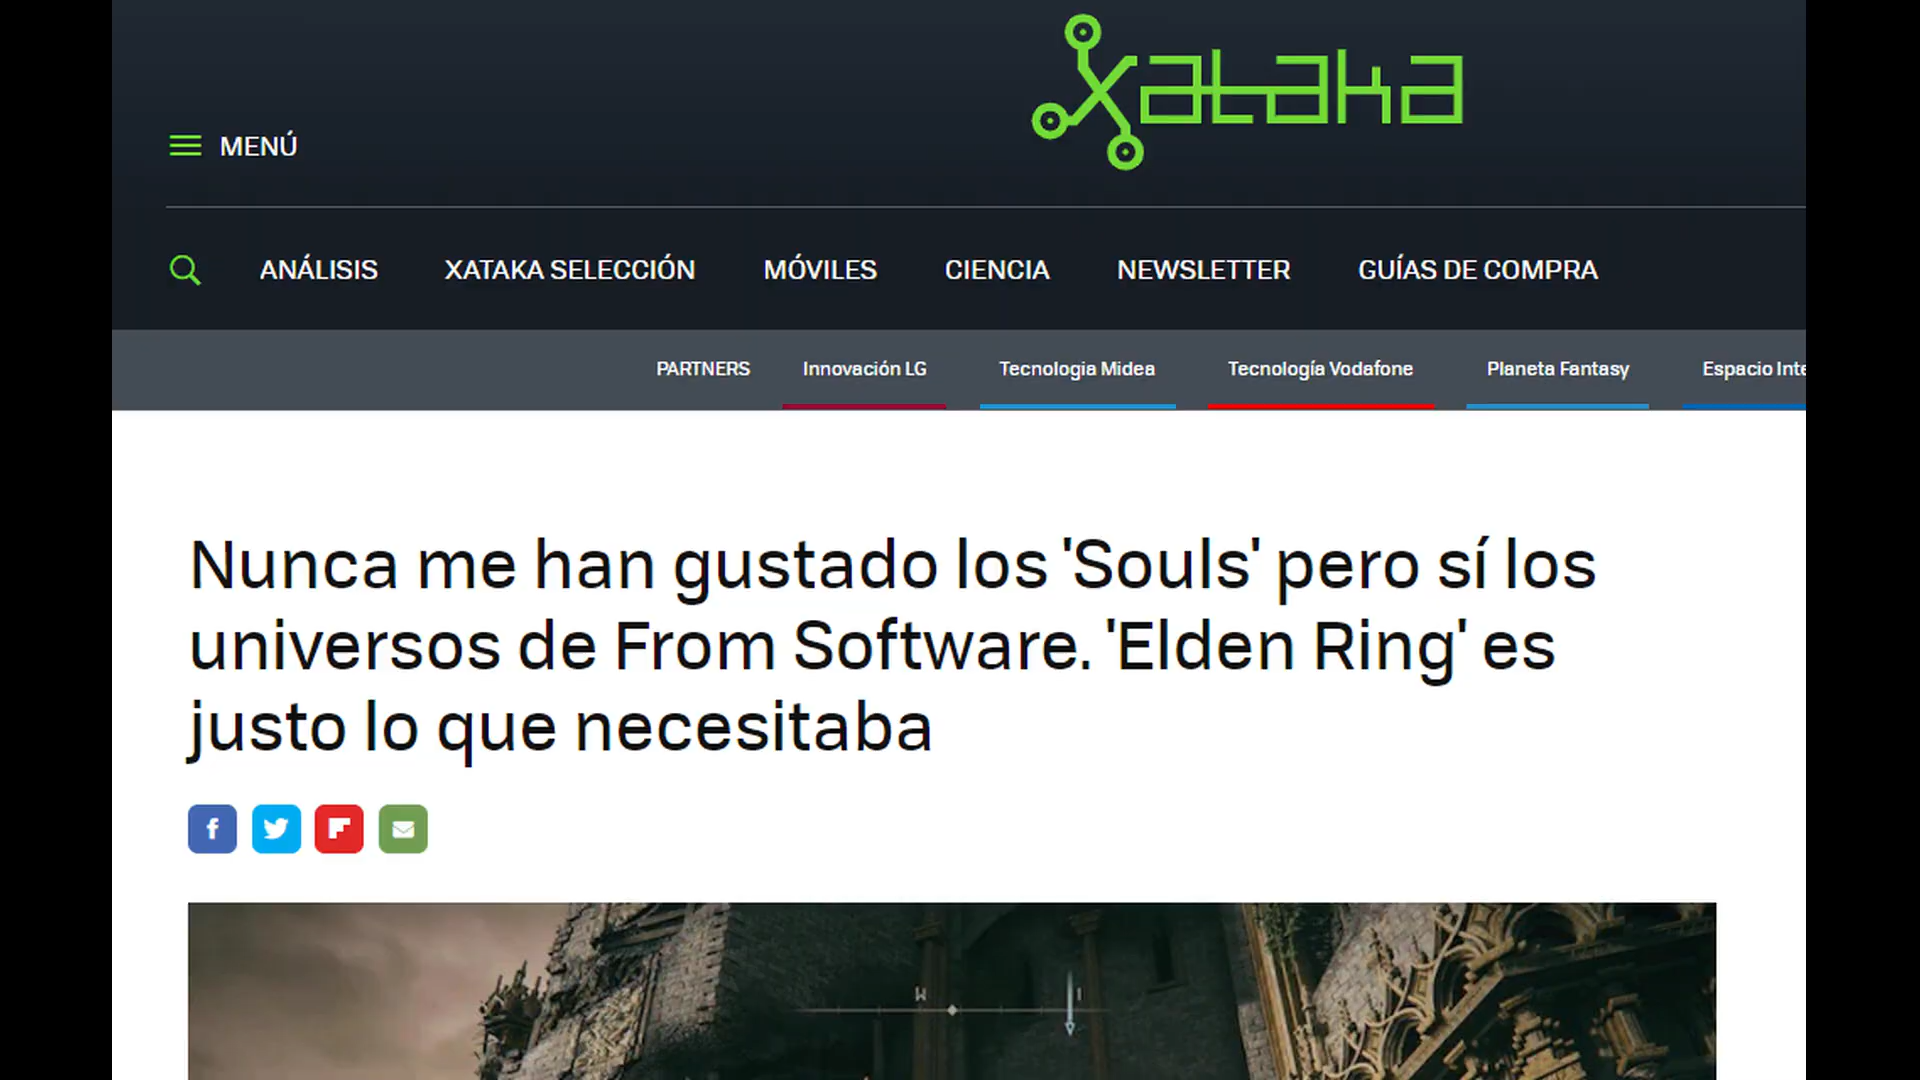 xataka
MENÚ
ANÁLISIS XATAKA SELECCIÓN MÓVILES CIENCIA NEWSLETTER GUÍAS DE COMPRA
PARTNERS Innovación LG Tecnologia Midea Tecnología Vodafone Planeta Fantasy Espacio Inte
Nunca me han gustado los 'Souls' pero sí los
universos de From Software. 'Elden Ring' es
justo lo que necesitaba
W